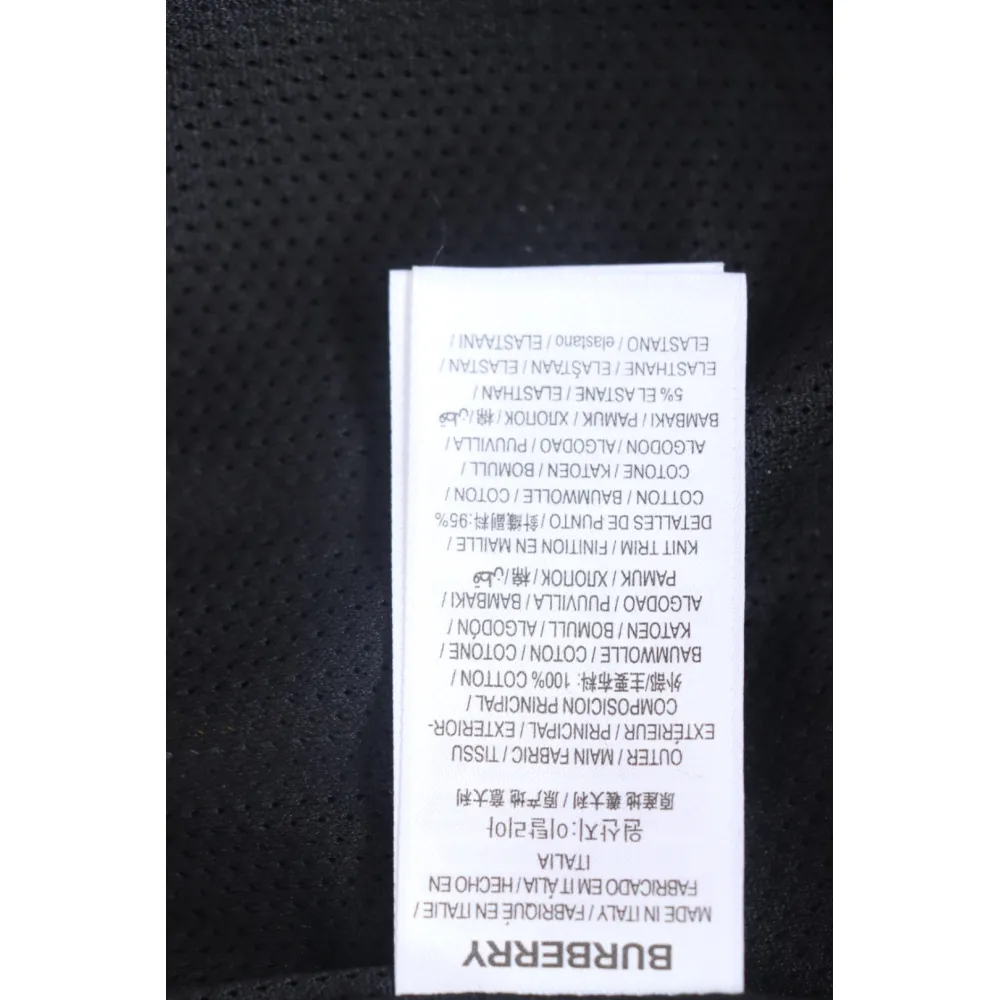 BURBERRY
MADE IN ITALY / FABRIQUÉ EN ITALIE /
FABRICADO EM ITÁLIA / HECHO EN
ITALIA
원산지:이탈리아
原產地 義大利 / 原产地 意大利
OUTER / MAIN FABRIC / TISSU
EXTÉRIEUR / PRINCIPAL / EXTERIOR-
COMPOSICION PRINCIPAL /
外部/主要布料: 100% COTTON /
BAUMWOLLE / COTON / COTONE /
KATOEN / BOMULL / ALGODÓN /
ALGODAO / PUUVILLA / BAMBAKI /
PAMUK / ХЛОПОК / 棉 / قطن
KNIT TRIM / FINITION EN MAILLE /
DETALLES DE PUNTO / 針織副料: 95%
COTTON / BAUMWOLLE / COTON /
COTONE / KATOEN / BOMULL /
ALGODON / ALGODAO / PUUVILLA /
BAMBAKI / PAMUK / ХЛОПОК / 棉 / قطن
5% ELASTANE / ELASTHAN /
ELASTHANE / ELASTAAN / ELASTAN /
ELASTANO / elastano / ELASTAANI /